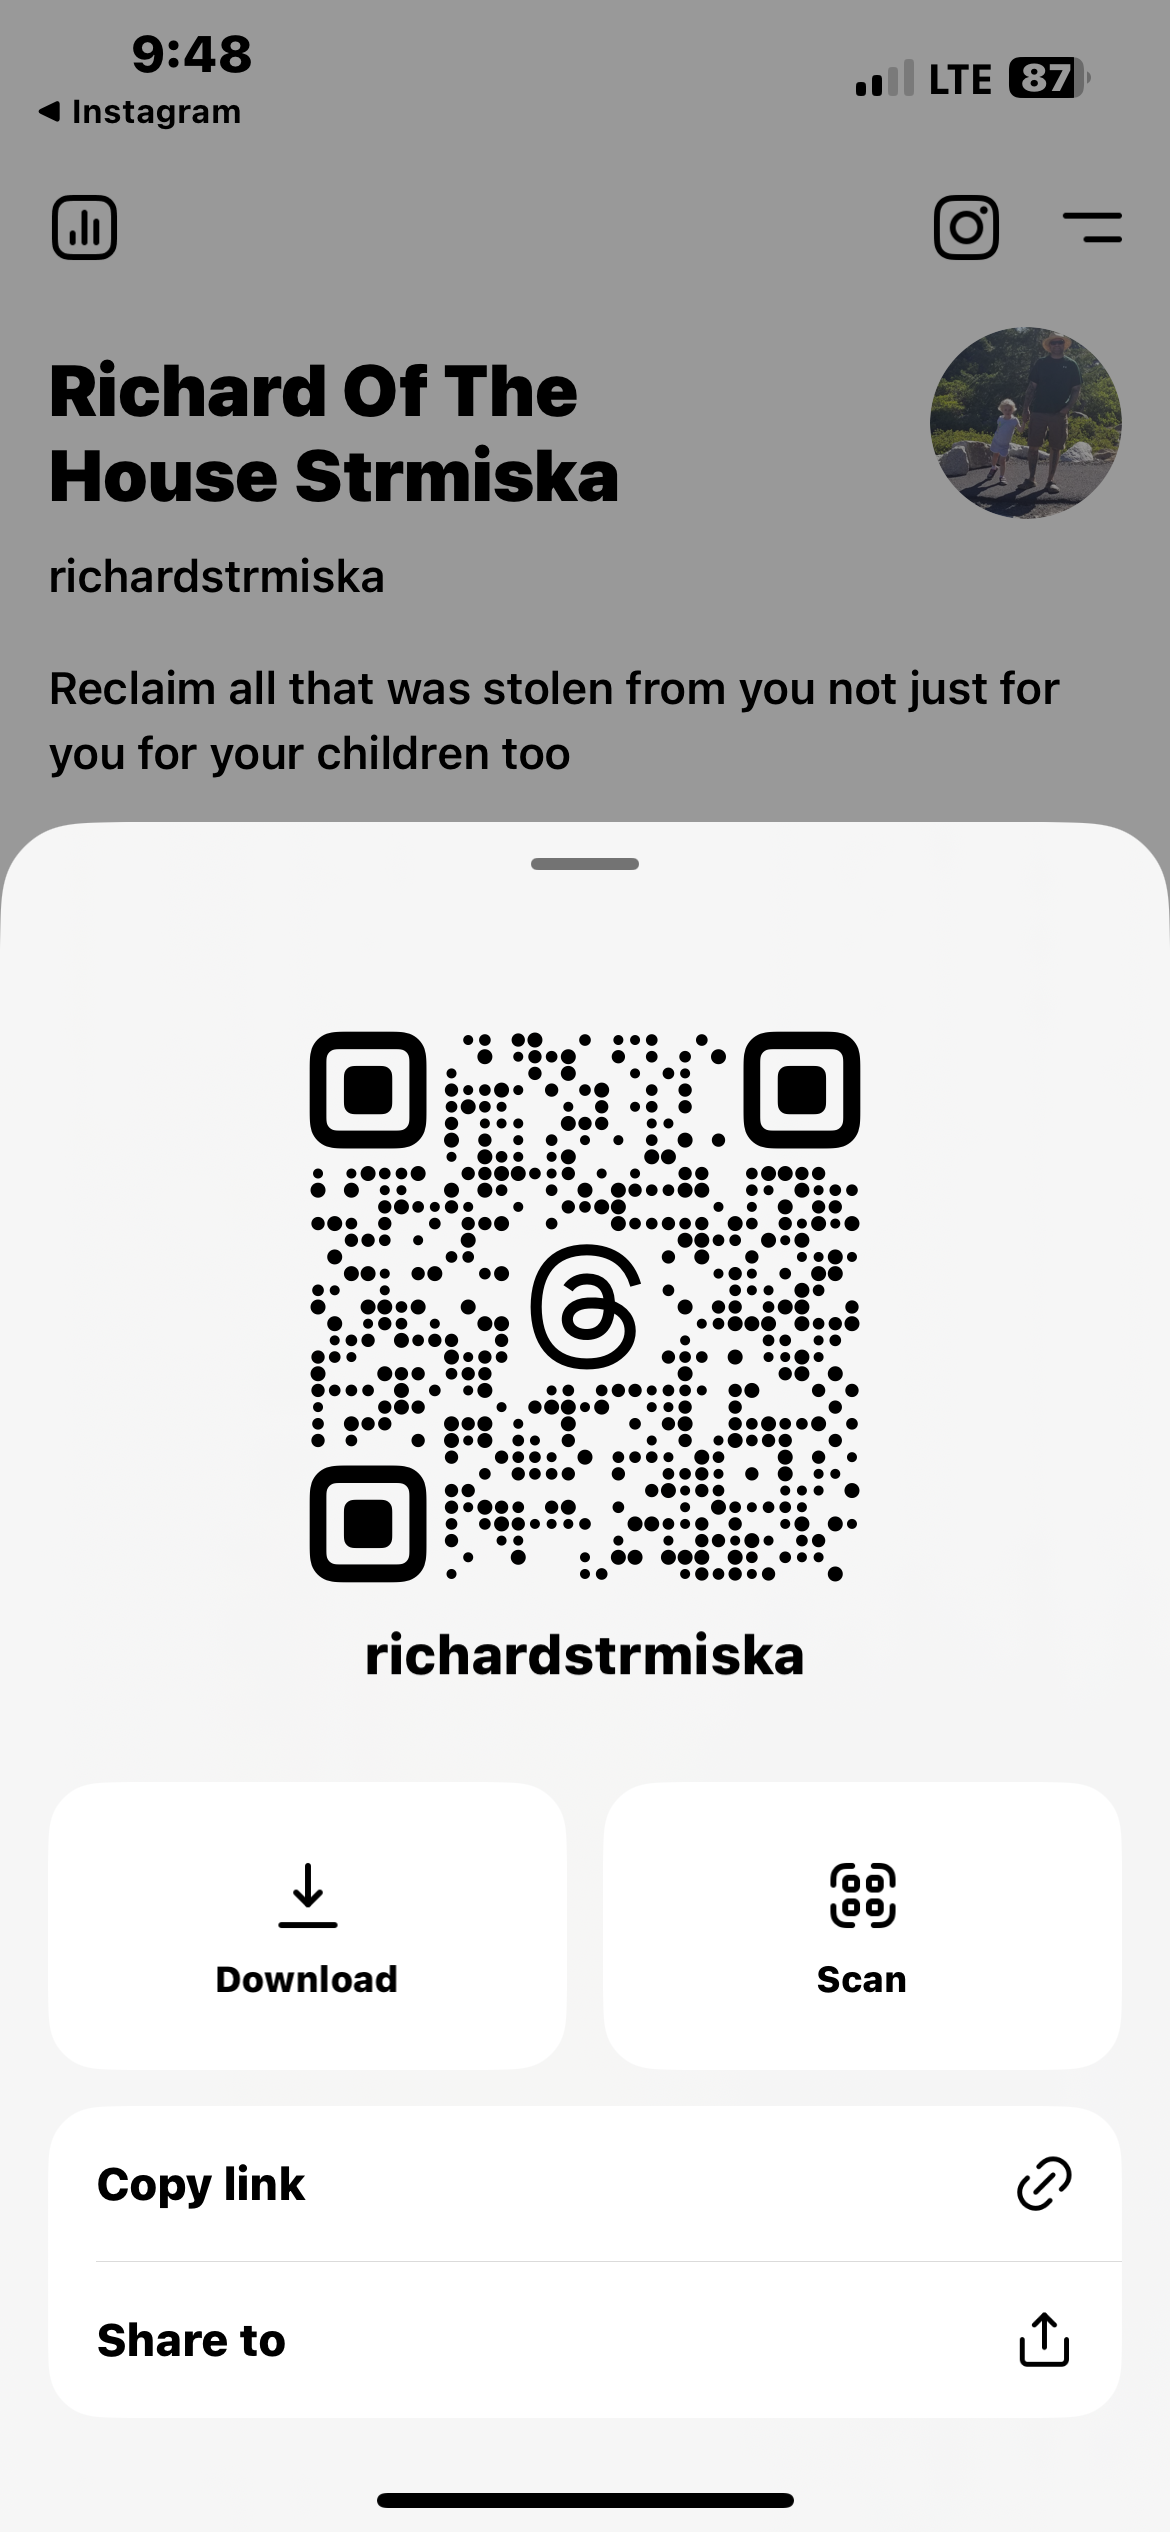 9:48
Instagram
LTE
87
Richard Of The
House Strmiska
richardstrmiska
Reclaim all that was stolen from you not just for
you for your children too
richardstrmiska
Download
Scan
Copy link
Share to